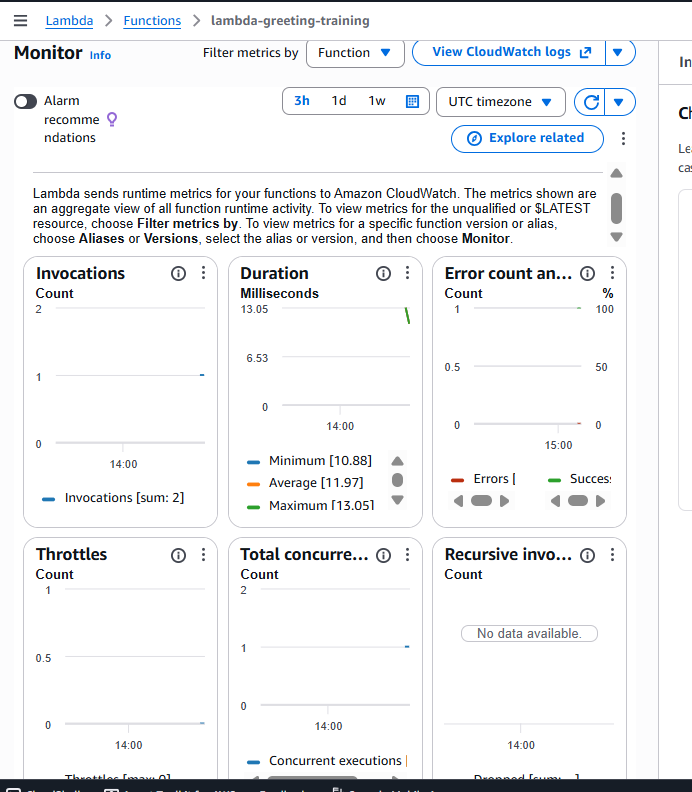 Lambda > Functions > lambda-greeting-training
Monitor Info
Filter metrics by
Function
View CloudWatch logs
In
Alarm
recomme
ndations
3h
1d
1w
UTC timezone
Explore related
Ch
Lea
cas
Lambda sends runtime metrics for your functions to Amazon CloudWatch. The metrics shown are
an aggregate view of all function runtime activity. To view metrics for the unqualified or $LATEST
resource, choose Filter metrics by. To view metrics for a specific function version or alias,
choose Aliases or Versions, select the alias or version, and then choose Monitor.
Invocations
Count
2
1
0
14:00
Invocations [sum: 2]
Duration
Milliseconds
13.05
6.53
0
14:00
Minimum [10.88]
Average [11.97]
Maximum [13.05]
Error count an...
Count
%
1
100
0.5
50
0
0
15:00
Errors [
Succes
Throttles
Count
1
0.5
0
14:00
Throttles [max: 0]
Total concurre...
Count
2
1
0
14:00
Concurrent executions
Recursive invo...
Count
No data available.
14:00
Dropped [sum: